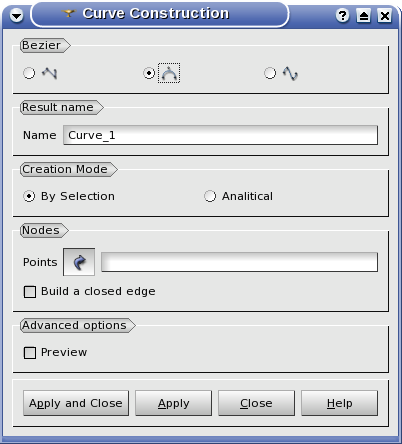 Curve Construction
Bezier
Result name
Name Curve_1
Creation Mode
By Selection Analitical
Nodes
Points
Build a closed edge
Advanced options
Preview
Apply and Close Apply Close Help